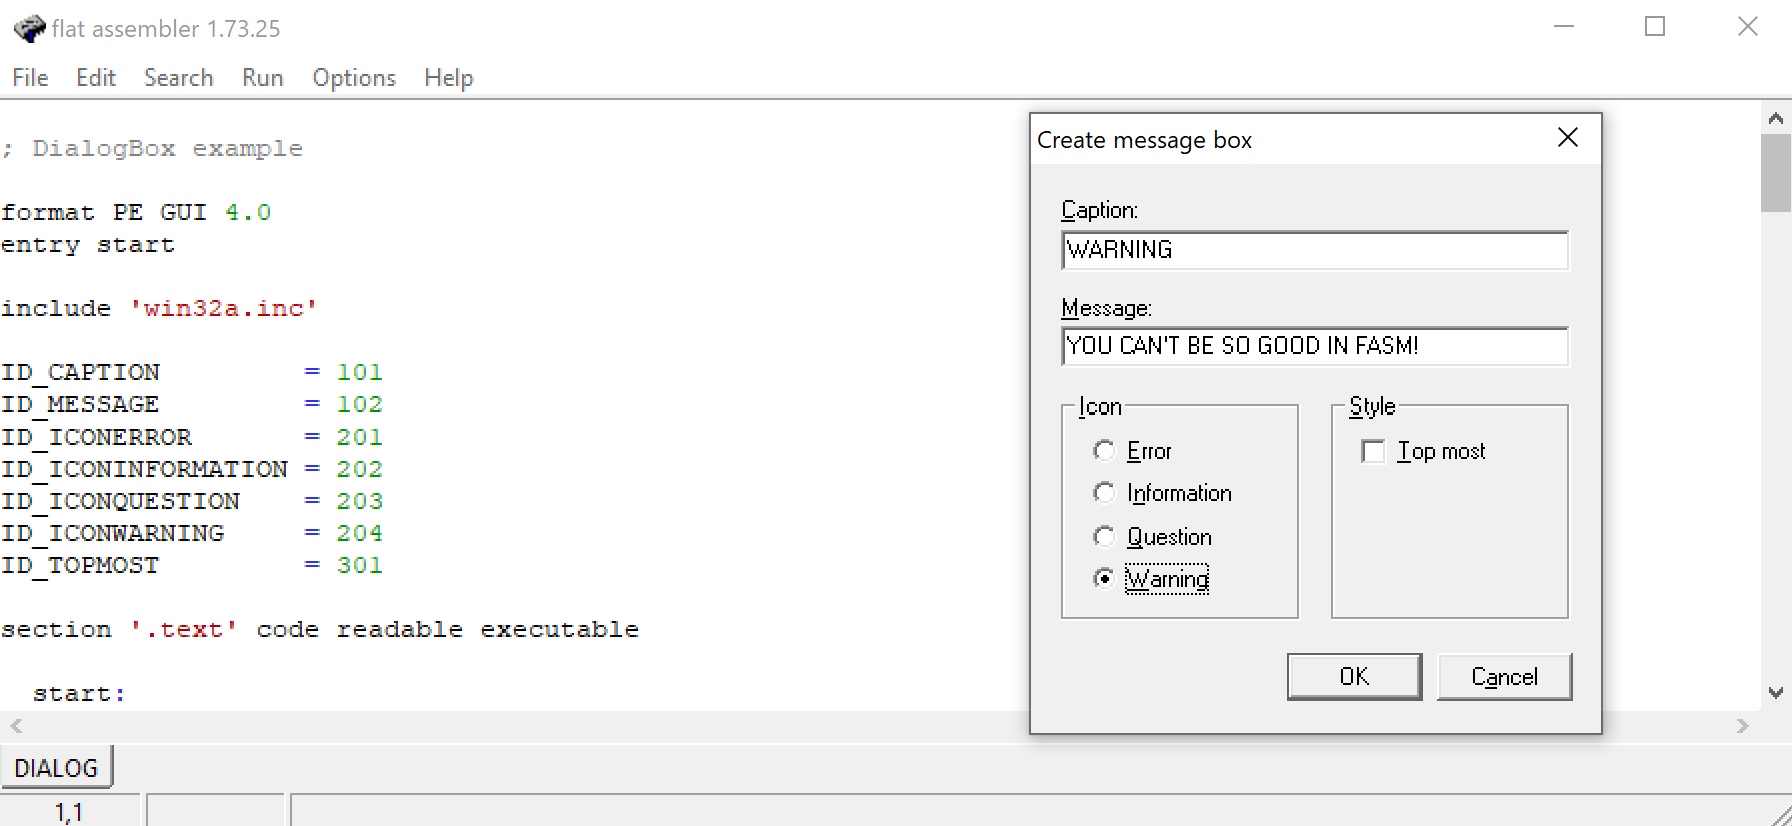 flat assembler 1.73.25
File Edit Search Run Options Help
; DialogBox example
format PE GUI 4.0
entry start
include 'win32a.inc'
ID_CAPTION = 101
ID_MESSAGE = 102
ID_ICONERROR = 201
ID_ICONINFORMATION = 202
ID_ICONQUESTION = 203
ID_ICONWARNING = 204
ID_TOPMOST = 301
section '.text' code readable executable
start:
Create message box
Caption:
WARNING
Message:
YOU CAN'T BE SO GOOD IN FASM!
Icon
Error
Information
Question
Warning
Style
Top most
OK Cancel
DIALOG
1,1